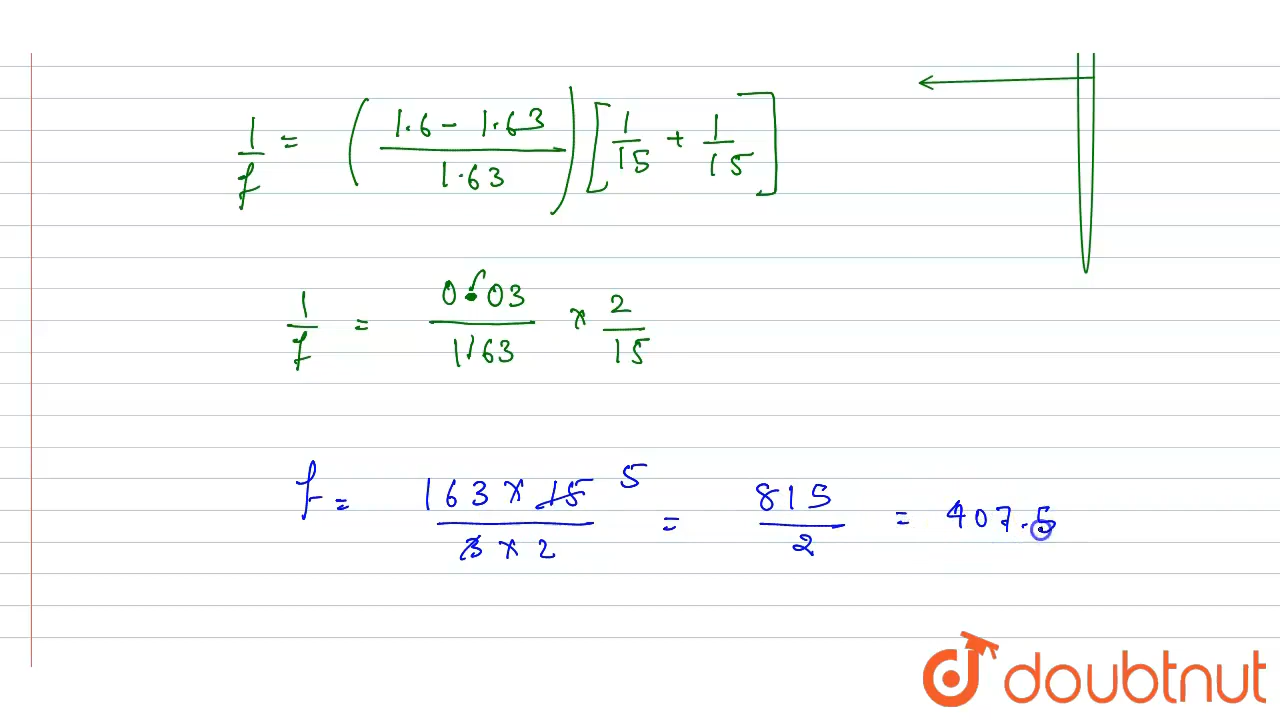 1/f = (1.6 - 1.63 / 1.63) [1/15 + 1/15]
1/f = 0.03/1.63 × 2/15
f = 163 × 15 5 / 3 × 2 = 815/2 = 407.5
doubtnut